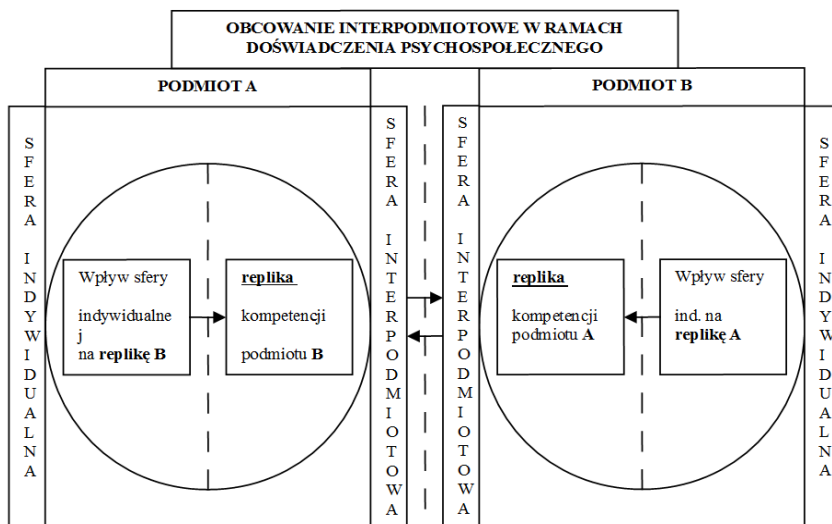 OBCOWANIE INTERPODMIOTOWE W RAMACH
DOŚWIADCZENIA PSYCHOSPOŁECZNEGO
PODMIOT A
PODMIOT B
SFERA INDYWIDUALNA
Wpływ sfery
indywidualne
j
na replikę B
replika
kompetencji
podmiotu B
SFERA INTERPODMIOTOWA
SFERA INTERPODMIOTOWA
replika
kompetencji
podmiotu A
Wpływ sfery
ind. na
replikę A
SFERA INDYWIDUALNA